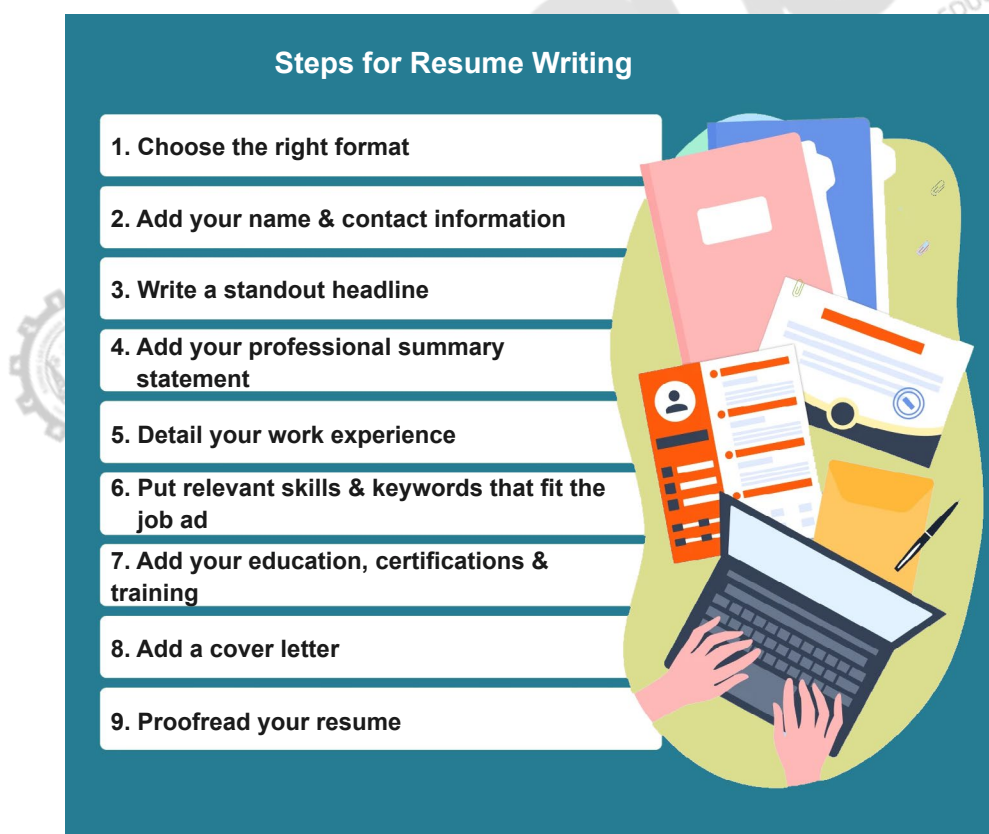 Steps for Resume Writing
1. Choose the right format
2. Add your name & contact information
3. Write a standout headline
4. Add your professional summary
statement
5. Detail your work experience
6. Put relevant skills & keywords that fit the
job ad
7. Add your education, certifications &
training
8. Add a cover letter
9. Proofread your resume